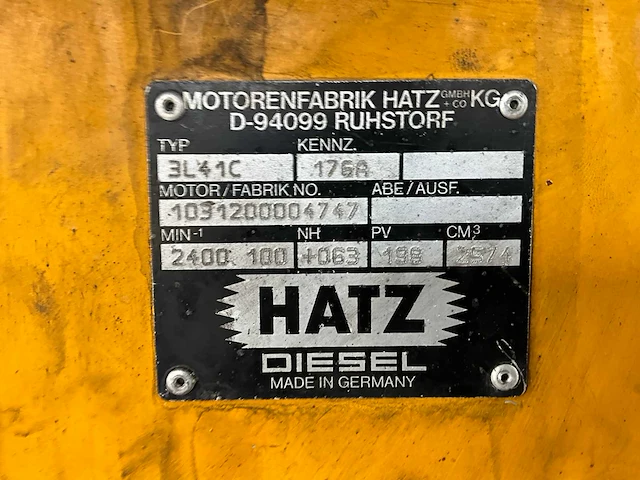 MOTORENFABRIK HATZ GMBH + CO KG
D-94099 RUHSTORF
TYP KENNZ.
3L41C 176A
MOTOR/FABRIK NO. ABE/AUSF.
1031200004747
MIN-1 NH PV CM3
2400. 100 +063 199 2574
HATZ
DIESEL
MADE IN GERMANY